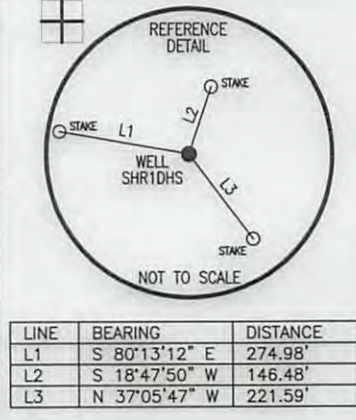 REFERENCE
DETAIL
STAKE
STAKE
L1
L2
WELL
SHR1DHS
L3
STAKE
NOT TO SCALE
LINE BEARING DISTANCE
L1 S 80°13'12" E 274.98'
L2 S 18°47'50" W 146.48'
L3 N 37°05'47" W 221.59'